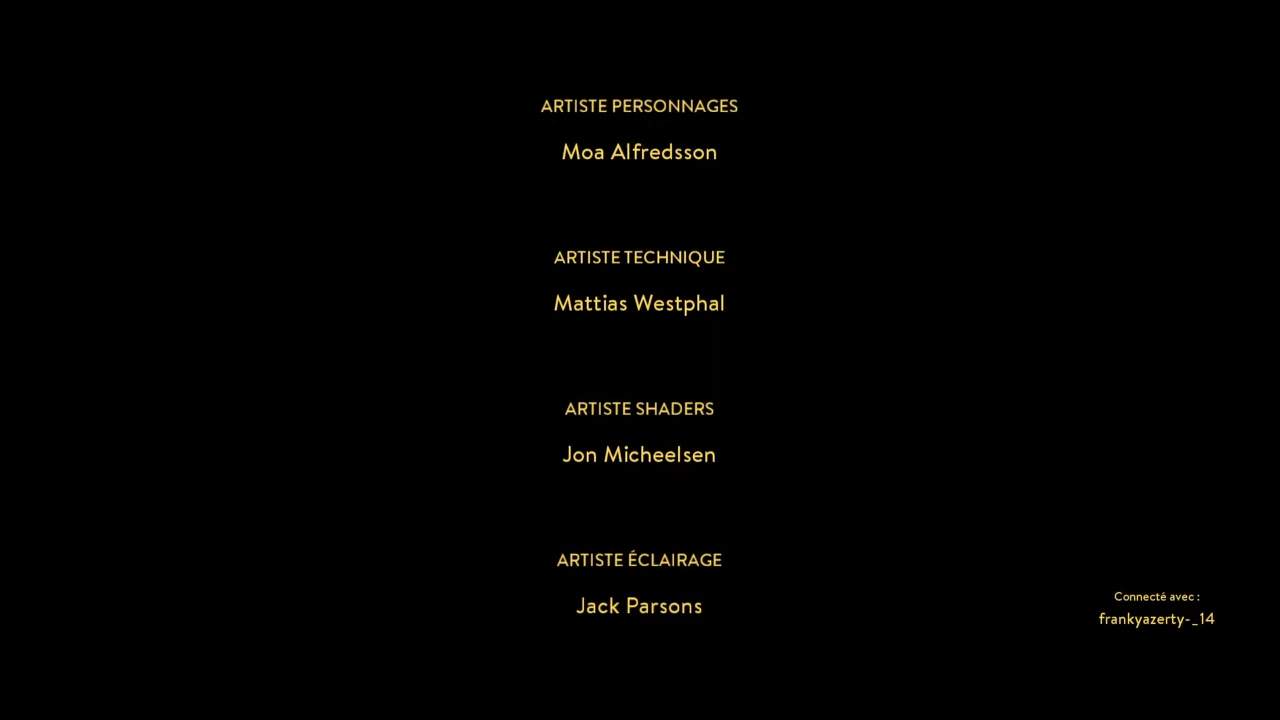 ARTISTE PERSONNAGES
Moa Alfredsson
ARTISTE TECHNIQUE
Mattias Westphal
ARTISTE SHADERS
Jon Micheelsen
ARTISTE ÉCLAIRAGE
Jack Parsons
Connecté avec :
frankyazerty-_14